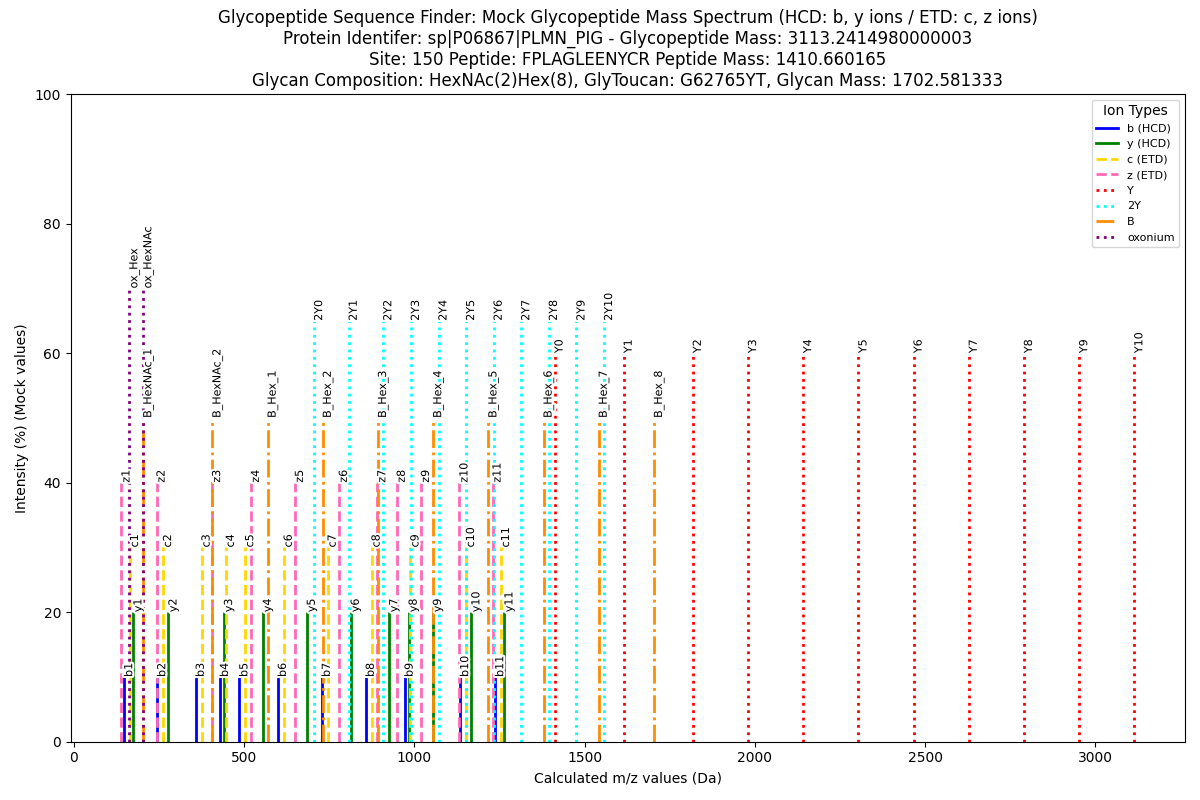 Glycopeptide Sequence Finder: Mock Glycopeptide Mass Spectrum (HCD: b, y ions / ETD: c, z ions)
Protein Identifer: sp|P06867|PLMN_PIG - Glycopeptide Mass: 3113.2414980000003
Site: 150 Peptide: FPLAGLEENYCR Peptide Mass: 1410.660165
Glycan Composition: HexNAc(2)Hex(8), GlyToucan: G62765YT, Glycan Mass: 1702.581333
Intensity (%) (Mock values)
100
80
60
40
20
0
Ion Types
b (HCD)
y (HCD)
c (ETD)
z (ETD)
Y
2Y
B
oxonium
ox_Hex
ox_HexNAc
2Y0
2Y1
2Y2
2Y3
2Y4
2Y5
2Y6
2Y7
2Y8
2Y9
2Y10
Y0
Y1
Y2
Y3
Y4
Y5
Y6
Y7
Y8
Y9
Y10
B_HexNAc_1
B_HexNAc_2
B_Hex_1
B_Hex_2
B_Hex_3
B_Hex_4
B_Hex_5
B_Hex_6
B_Hex_7
B_Hex_8
z1
z2
z3
z4
z5
z6
z7
z8
z9
z10
z11
c1
c2
c3
c4
c5
c6
c7
c8
c9
c10
c11
y1
y2
y3
y4
y5
y6
y7
y8
y9
y10
y11
b1
b2
b3
b4
b5
b6
b7
b8
b9
b10
b11
0
500
1000
1500
2000
2500
3000
Calculated m/z values (Da)